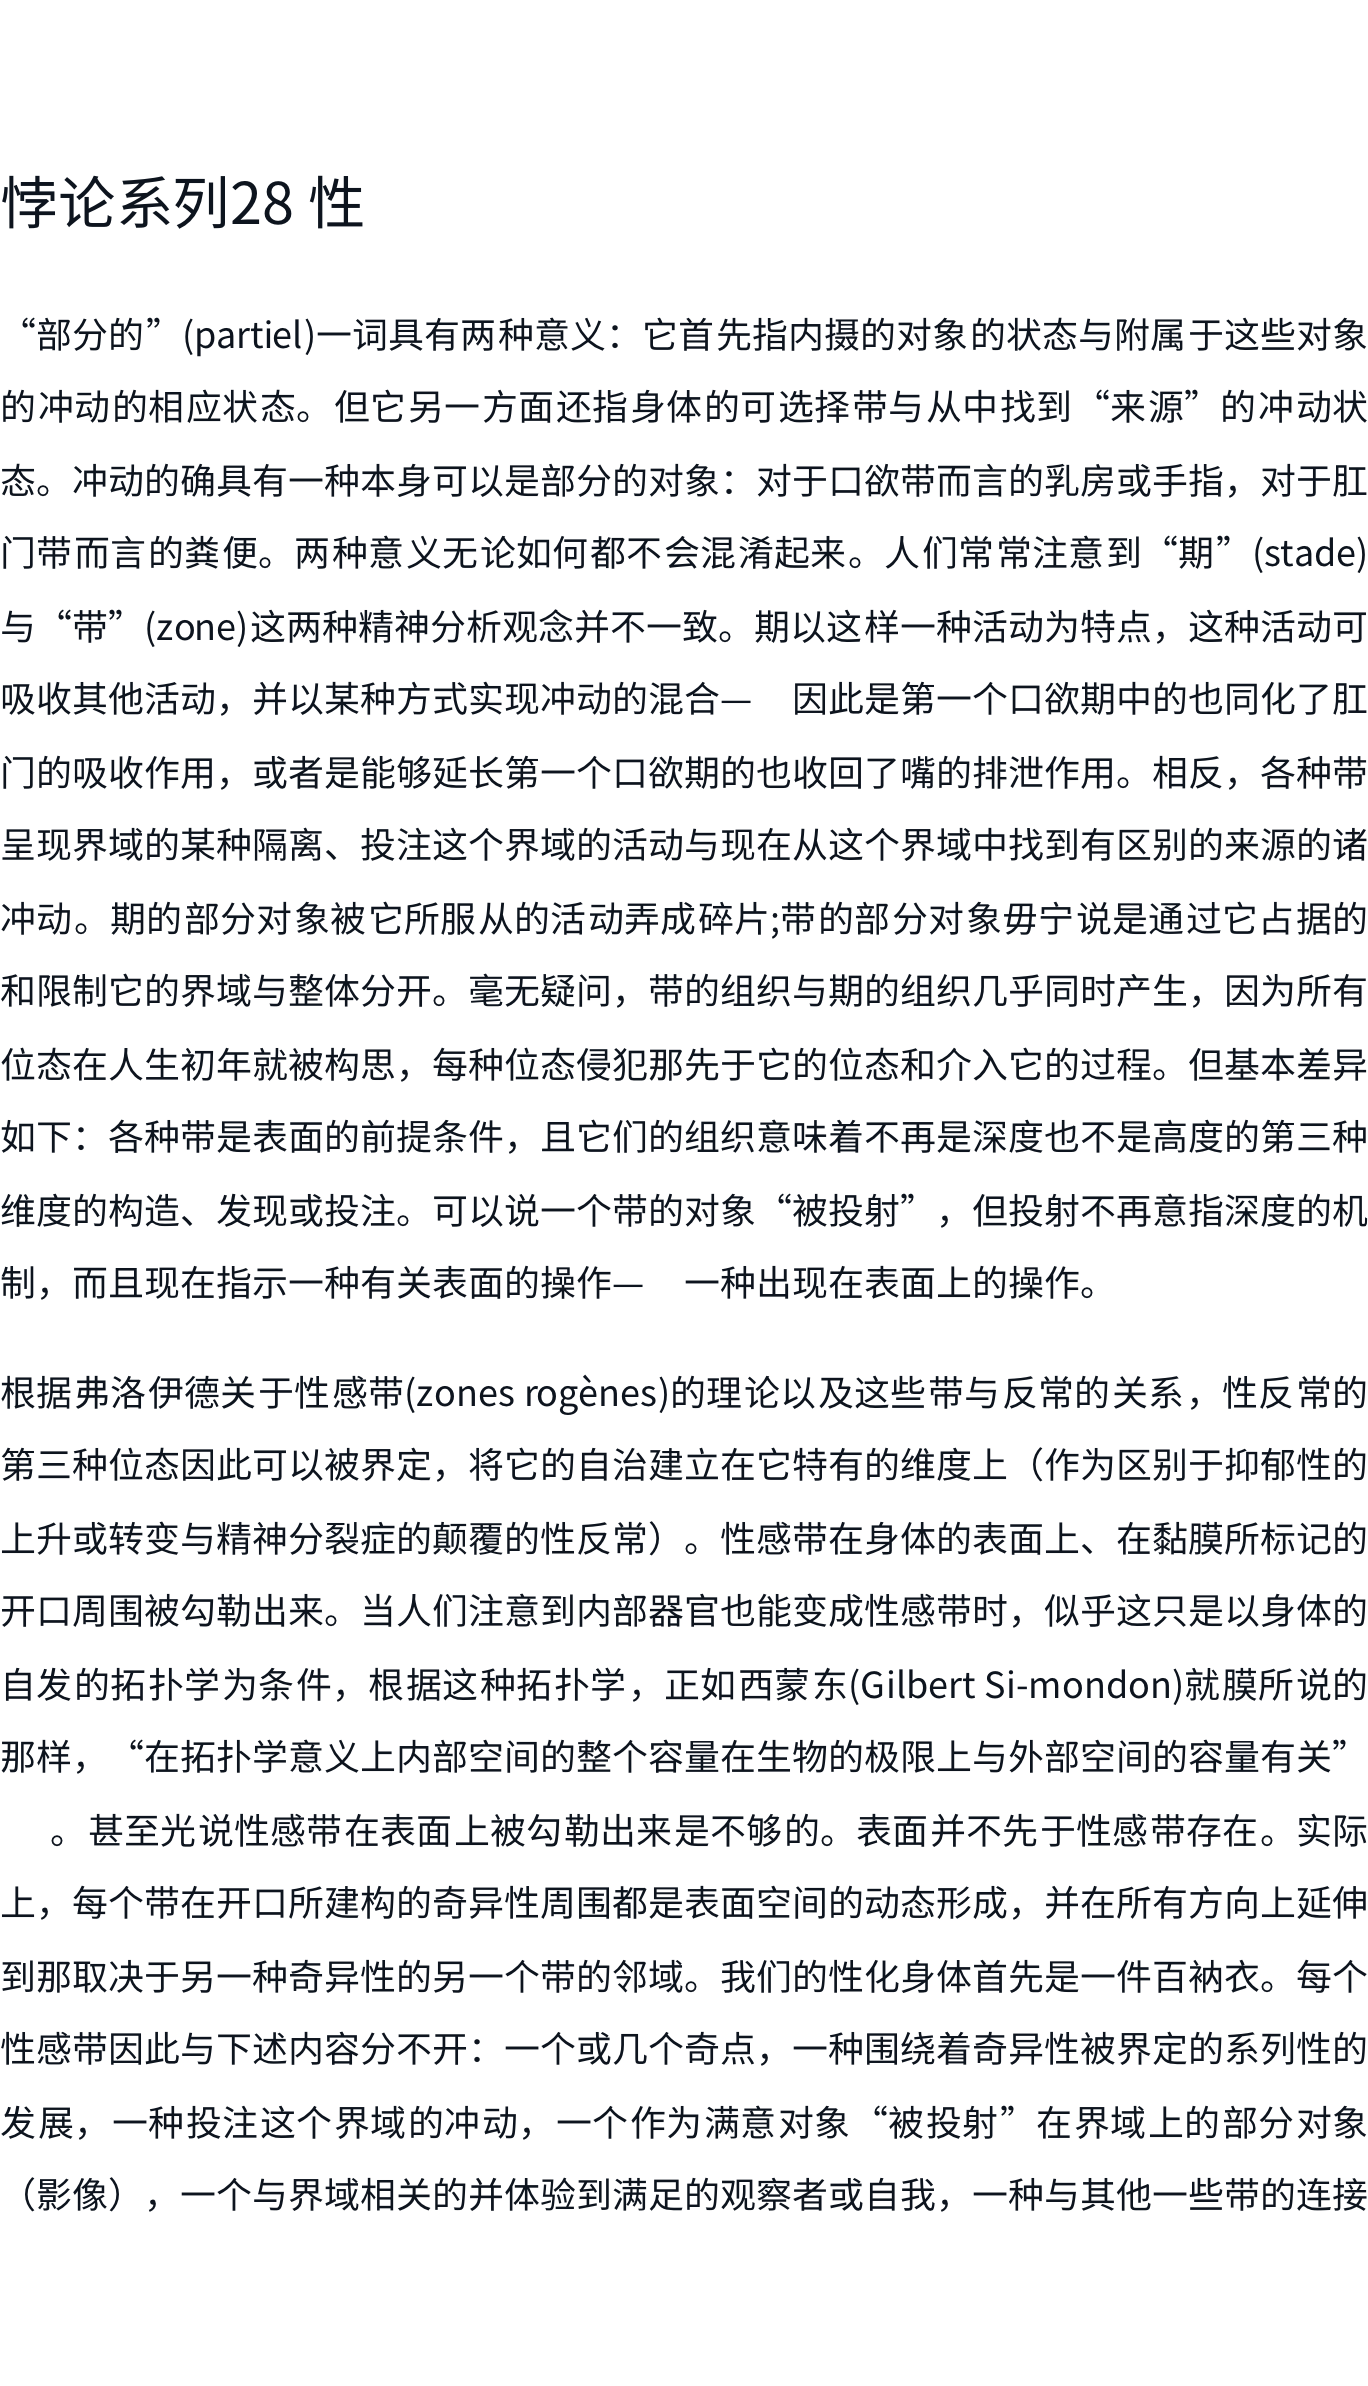 悖论系列28 性
“部分的”(partiel)一词具有两种意义：它首先指内摄的对象的状态与附属于这些对象
的冲动的相应状态。但它另一方面还指身体的可选择带与从中找到“来源”的冲动状
态。冲动的确具有一种本身可以是部分的对象：对于口欲带而言的乳房或手指，对于肛
门带而言的粪便。两种意义无论如何都不会混淆起来。人们常常注意到“期”(stade)
与“带”(zone)这两种精神分析观念并不一致。期以这样一种活动为特点，这种活动可
吸收其他活动，并以某种方式实现冲动的混合—　因此是第一个口欲期中的也同化了肛
门的吸收作用，或者是能够延长第一个口欲期的也收回了嘴的排泄作用。相反，各种带
呈现界域的某种隔离、投注这个界域的活动与现在从这个界域中找到有区别的来源的诸
冲动。期的部分对象被它所服从的活动弄成碎片;带的部分对象毋宁说是通过它占据的
和限制它的界域与整体分开。毫无疑问，带的组织与期的组织几乎同时产生，因为所有
位态在人生初年就被构思，每种位态侵犯那先于它的位态和介入它的过程。但基本差异
如下：各种带是表面的前提条件，且它们的组织意味着不再是深度也不是高度的第三种
维度的构造、发现或投注。可以说一个带的对象“被投射”，但投射不再意指深度的机
制，而且现在指示一种有关表面的操作—　一种出现在表面上的操作。
根据弗洛伊德关于性感带(zones rogènes)的理论以及这些带与反常的关系，性反常的
第三种位态因此可以被界定，将它的自治建立在它特有的维度上（作为区别于抑郁性的
上升或转变与精神分裂症的颠覆的性反常）。性感带在身体的表面上、在黏膜所标记的
开口周围被勾勒出来。当人们注意到内部器官也能变成性感带时，似乎这只是以身体的
自发的拓扑学为条件，根据这种拓扑学，正如西蒙东(Gilbert Si-mondon)就膜所说的
那样，“在拓扑学意义上内部空间的整个容量在生物的极限上与外部空间的容量有关”
。甚至光说性感带在表面上被勾勒出来是不够的。表面并不先于性感带存在。实际
上，每个带在开口所建构的奇异性周围都是表面空间的动态形成，并在所有方向上延伸
到那取决于另一种奇异性的另一个带的邻域。我们的性化身体首先是一件百衲衣。每个
性感带因此与下述内容分不开：一个或几个奇点，一种围绕着奇异性被界定的系列性的
发展，一种投注这个界域的冲动，一个作为满意对象“被投射”在界域上的部分对象
（影像），一个与界域相关的并体验到满足的观察者或自我，一种与其他一些带的连接